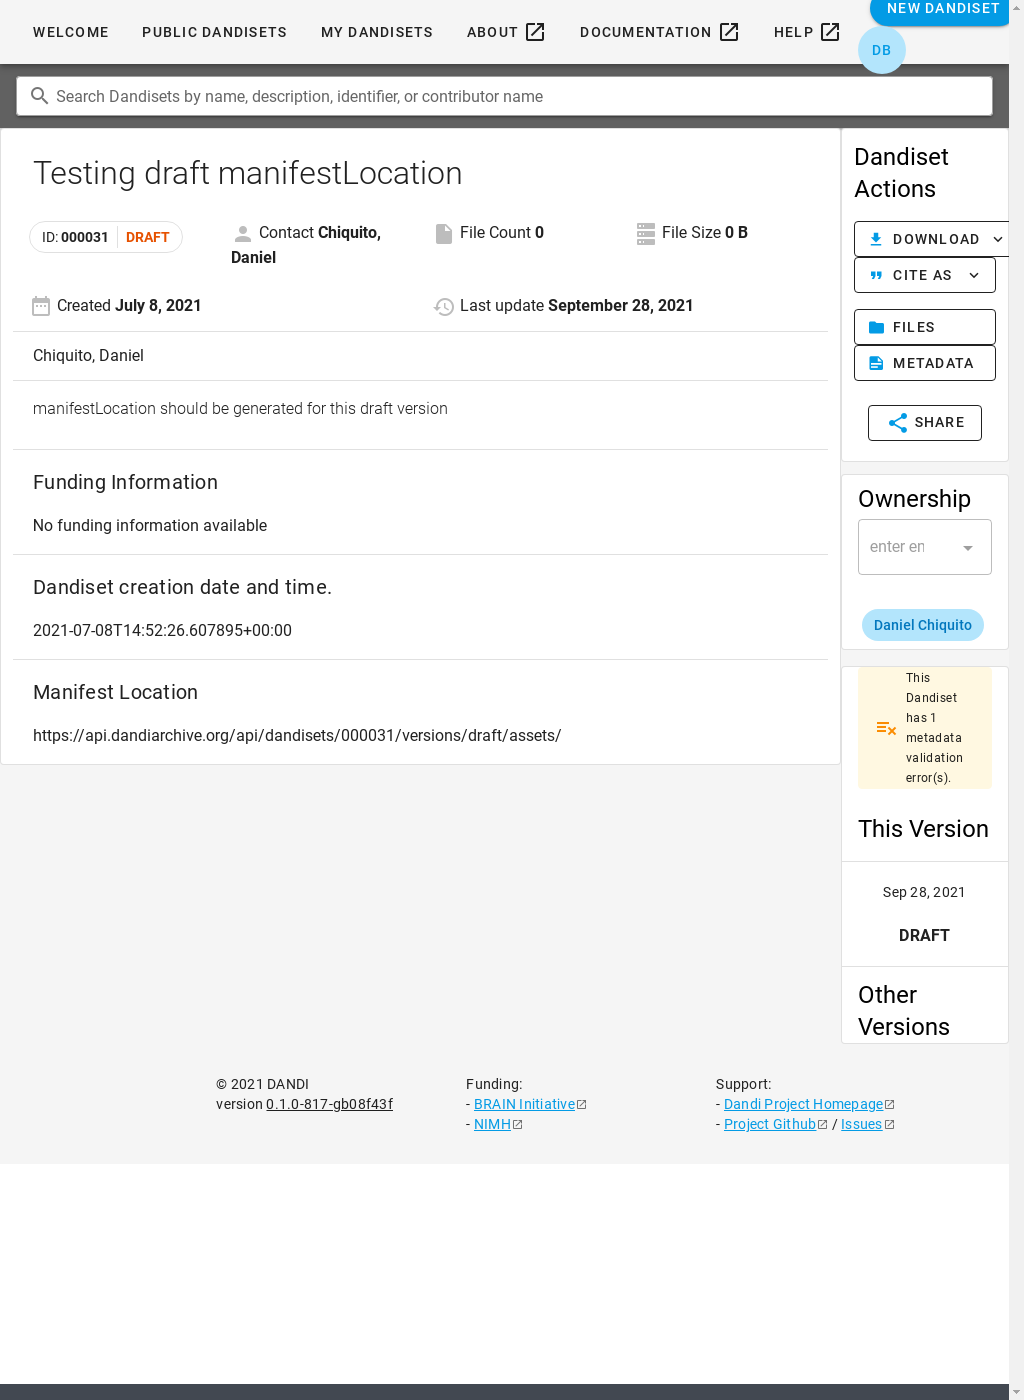 WELCOME PUBLIC DANDISETS MY DANDISETS ABOUT DOCUMENTATION HELP NEW DANDISET
DB
Search Dandisets by name, description, identifier, or contributor name
Testing draft manifestLocation
ID: 000031 DRAFT
Contact Chiquito,
Daniel
File Count 0
File Size 0 B
Created July 8, 2021
Last update September 28, 2021
Chiquito, Daniel
manifestLocation should be generated for this draft version
Funding Information
No funding information available
Dandiset creation date and time.
2021-07-08T14:52:26.607895+00:00
Manifest Location
https://api.dandiarchive.org/api/dandisets/000031/versions/draft/assets/
Dandiset
Actions
DOWNLOAD
CITE AS
FILES
METADATA
SHARE
Ownership
enter en
Daniel Chiquito
This
Dandiset
has 1
metadata
validation
error(s).
This Version
Sep 28, 2021
DRAFT
Other
Versions
© 2021 DANDI
version 0.1.0-817-gb08f43f
Funding:
- BRAIN Initiative
- NIMH
Support:
- Dandi Project Homepage
- Project Github / Issues